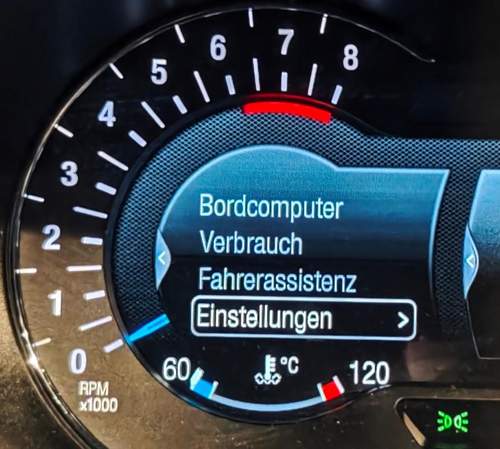 8
7
6
5
4
3
2
1
0
RPM
x1000
Bordcomputer
Verbrauch
Fahrerassistenz
Einstellungen >
60 °C 120